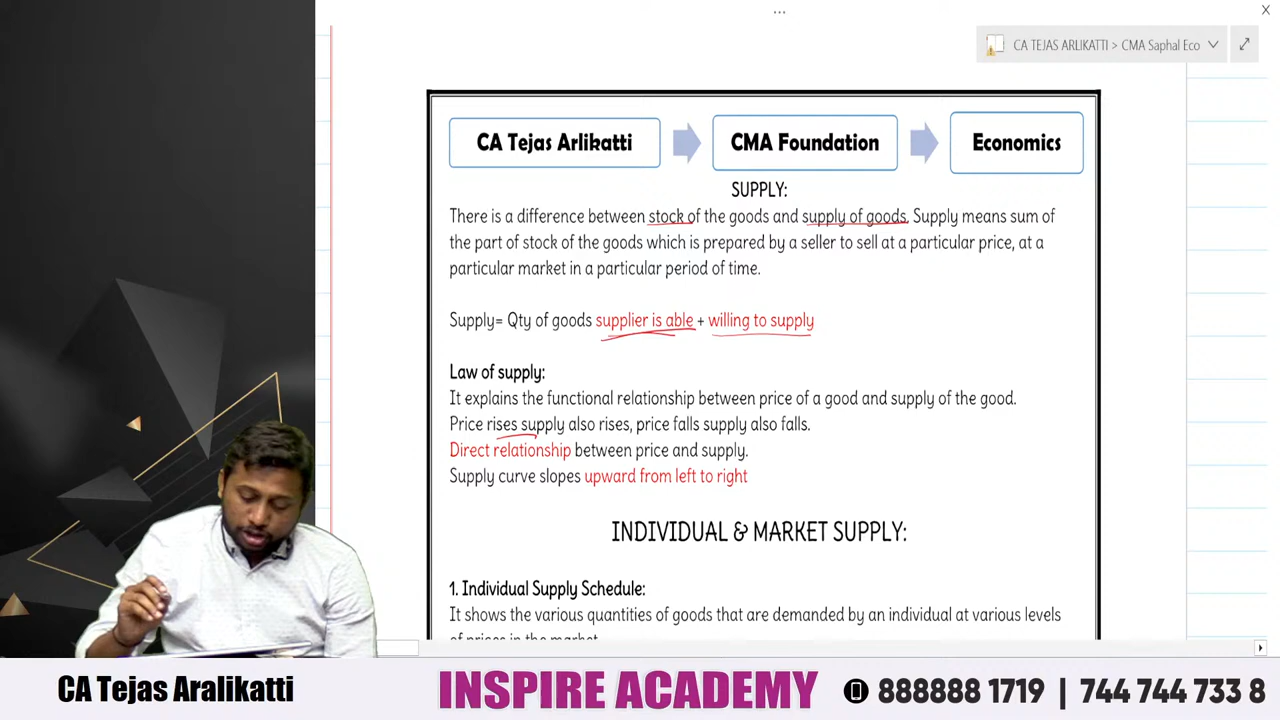 ...
CA TEJAS ARLIKATTI > CMA Saphal Eco
CA Tejas Arlikatti
CMA Foundation
Economics
SUPPLY:
There is a difference between stock of the goods and supply of goods. Supply means sum of
the part of stock of the goods which is prepared by a seller to sell at a particular price, at a
particular market in a particular period of time.
Supply= Qty of goods supplier is able + willing to supply
Law of supply:
It explains the functional relationship between price of a good and supply of the good.
Price rises supply also rises, price falls supply also falls.
Direct relationship between price and supply.
Supply curve slopes upward from left to right
INDIVIDUAL & MARKET SUPPLY:
1. Individual Supply Schedule:
It shows the various quantities of goods that are demanded by an individual at various levels
of prices in the market.
CA Tejas Aralikatti
INSPIRE ACADEMY
888888 1719 | 744 744 733 8